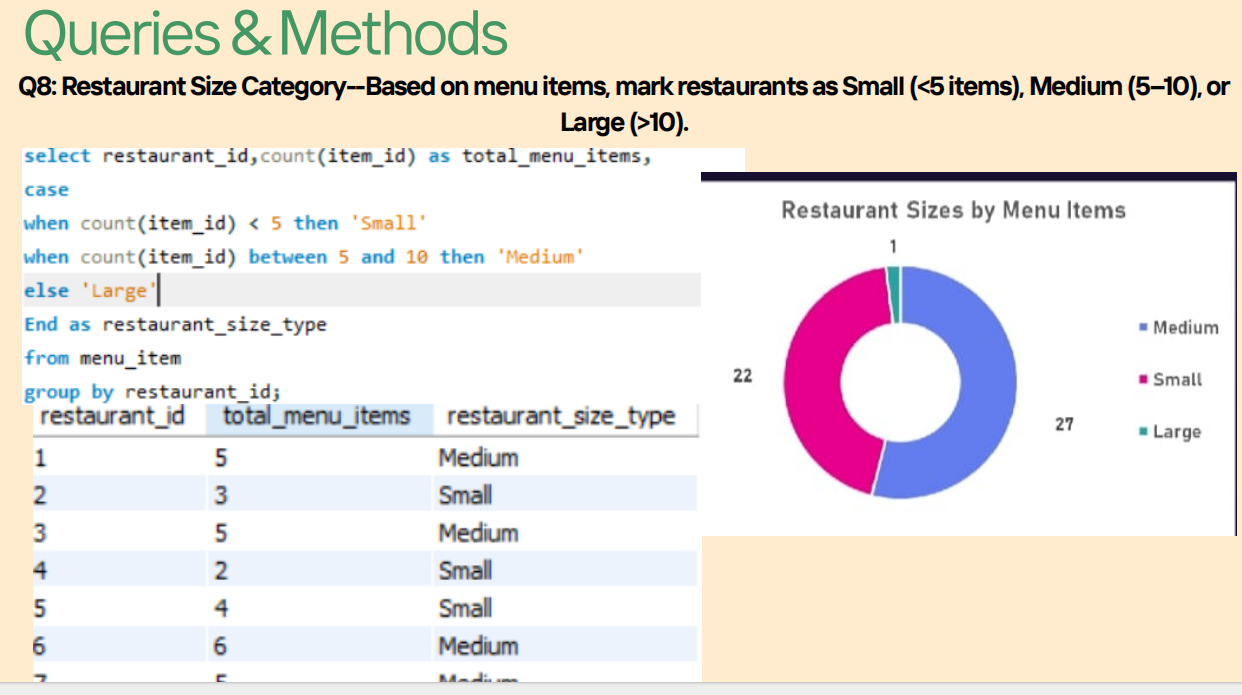 Queries & Methods
Q8: Restaurant Size Category--Based on menu items, mark restaurants as Small (<5 items), Medium (5–10), or
Large (>10).
select restaurant_id,count(item_id) as total_menu_items,
case
when count(item_id) < 5 then 'Small'
when count(item_id) between 5 and 10 then 'Medium'
else 'Large'
End as restaurant_size_type
from menu_item
group by restaurant_id;
restaurant_id total_menu_items restaurant_size_type
1 5 Medium
2 3 Small
3 5 Medium
4 2 Small
5 4 Small
6 6 Medium
7 5 Medium
Restaurant Sizes by Menu Items
1
22
27
Medium
Small
Large